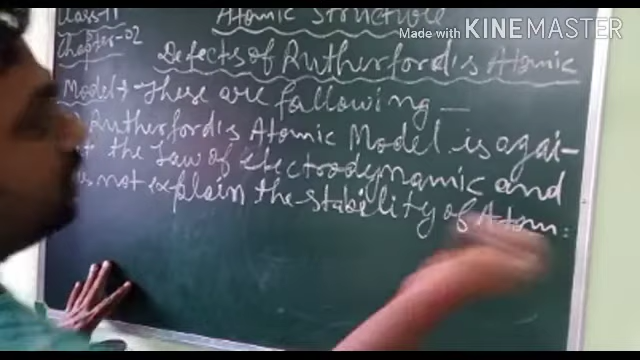 Made with KINEMASTER
Class-11 Atomic Structure
Chapter-02
Defects of Rutherford's Atomic
Model + These are following —
Rutherford's Atomic Model is agai-
the Law of Electrodynamic and
not explain the stability of Atom: